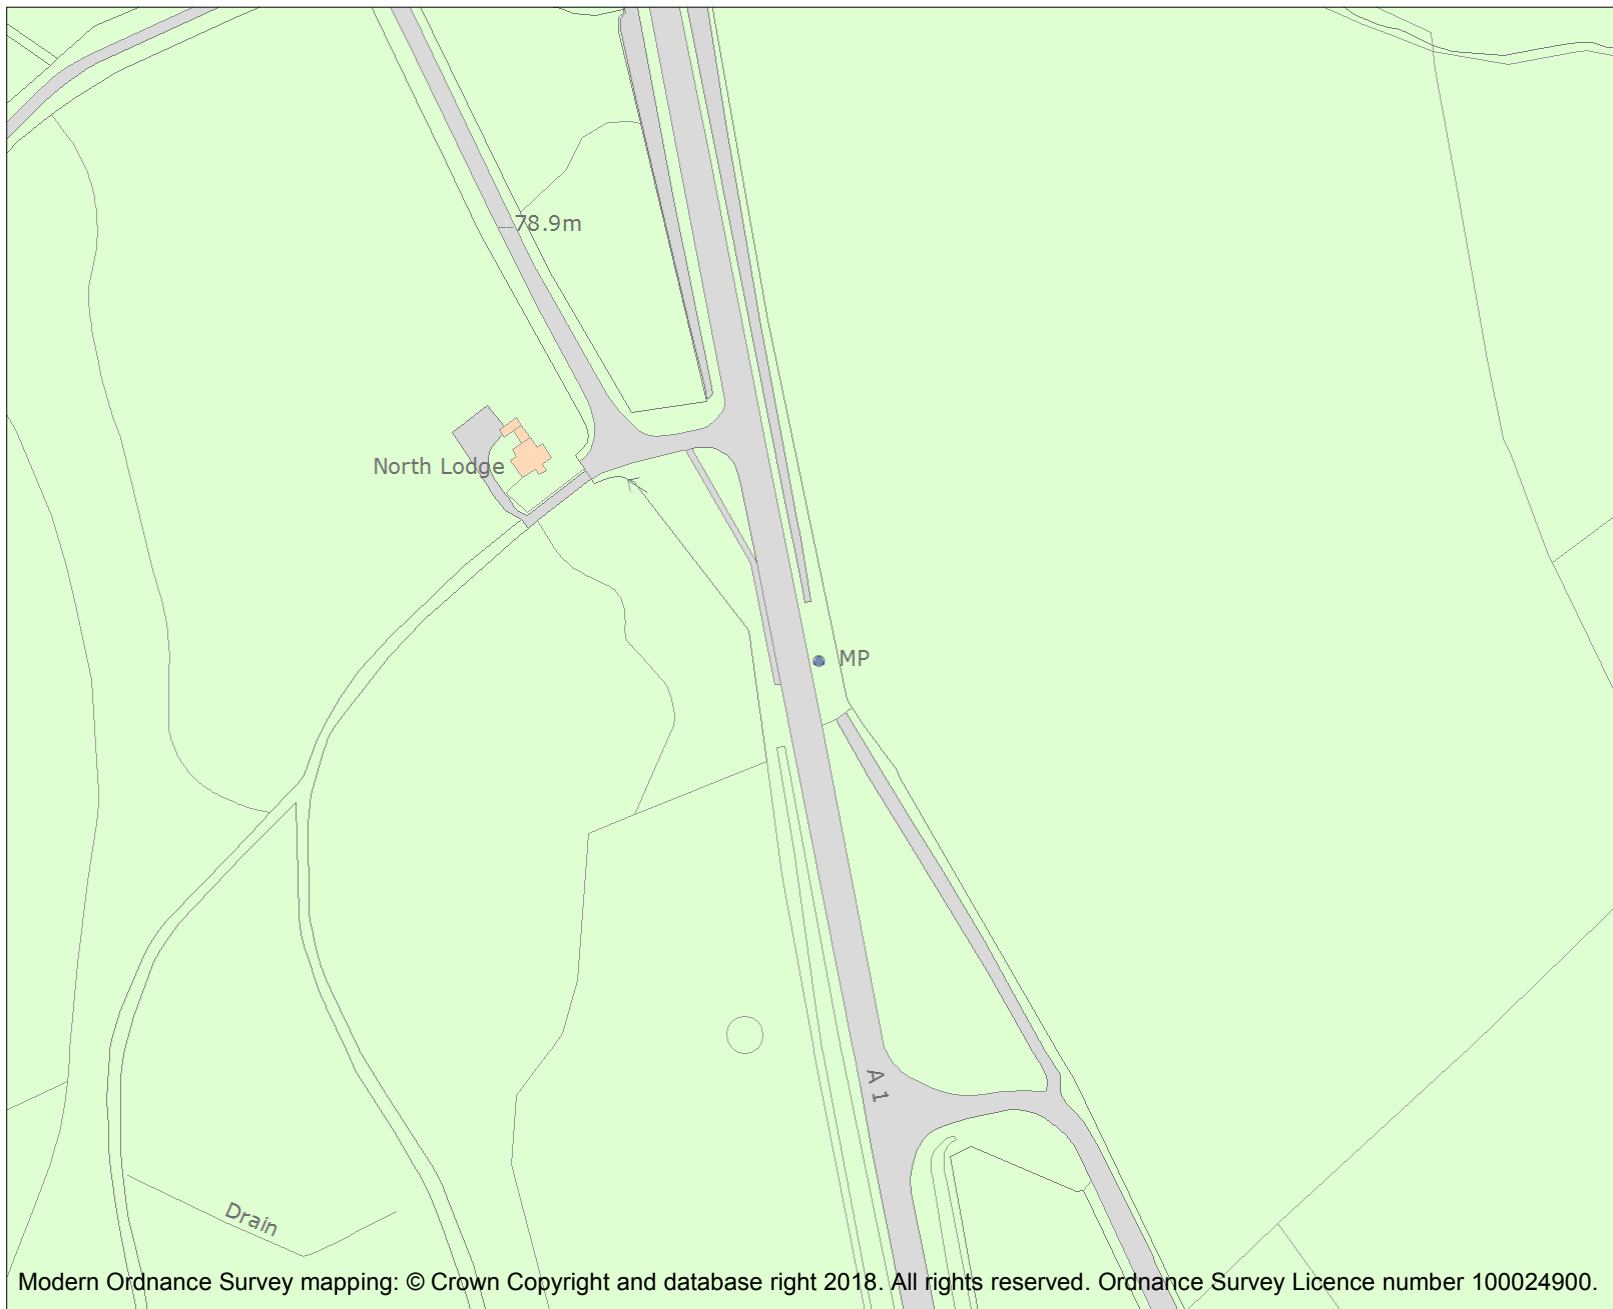 78.9m
North Lodge
MP
A 1
Drain
Modern Ordnance Survey mapping: © Crown Copyright and database right 2018. All rights reserved. Ordnance Survey Licence number 100024900.